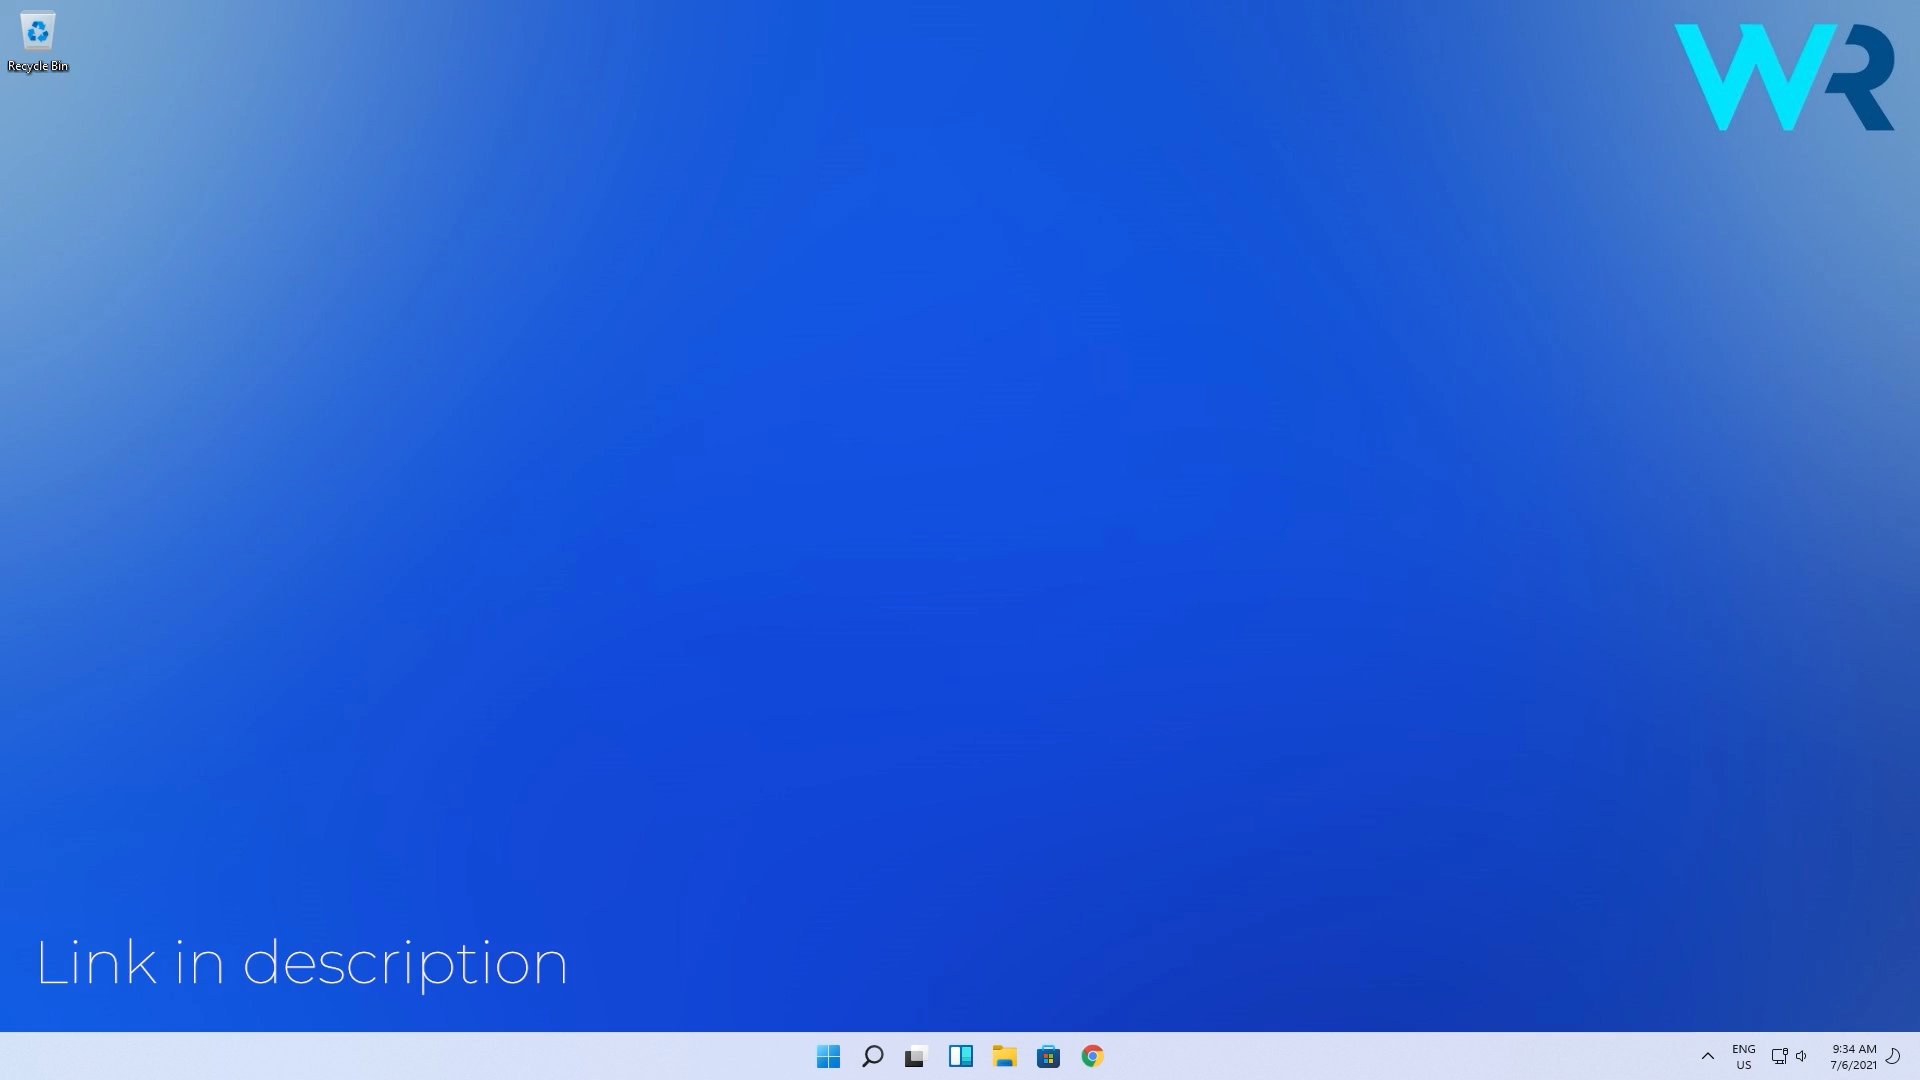 Recycle Bin
WR
Link in description
ENG
US
9:34 AM
7/6/2021